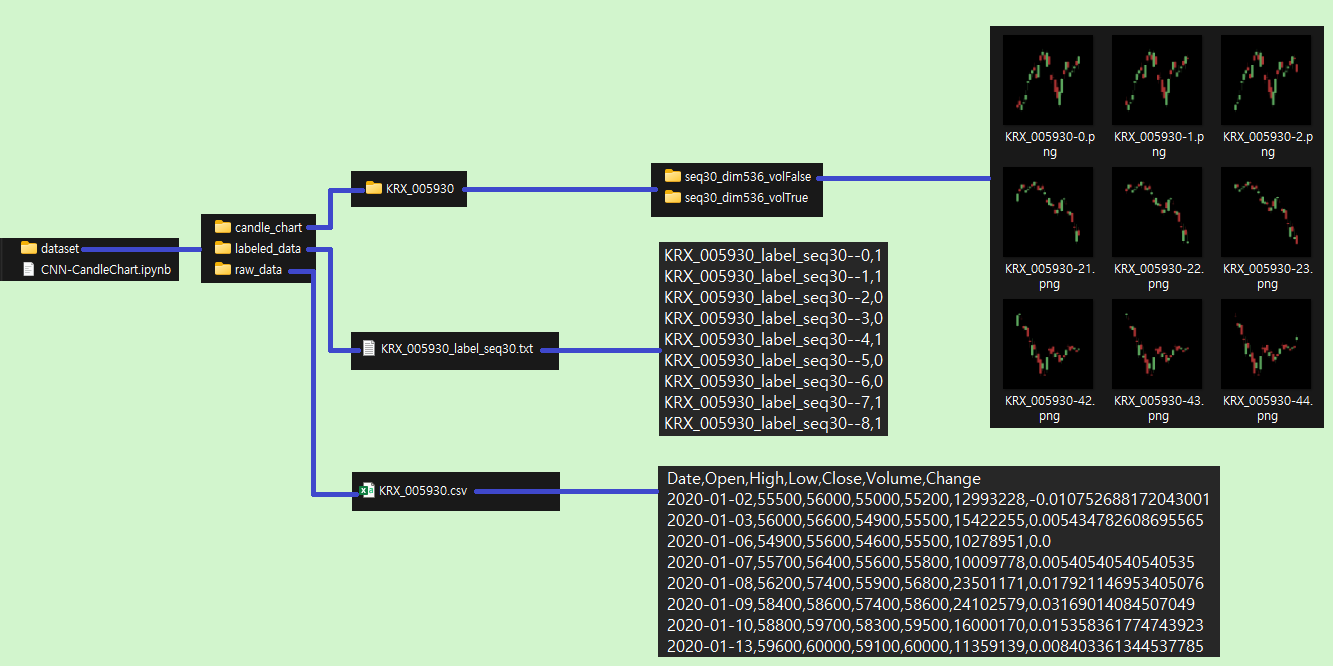 dataset
CNN-CandleChart.ipynb
candle_chart
labeled_data
raw_data
KRX_005930
seq30_dim536_volFalse
seq30_dim536_volTrue
KRX_005930-0.p
ng
KRX_005930-1.p
ng
KRX_005930-2.p
ng
KRX_005930-21.
png
KRX_005930-22.
png
KRX_005930-23.
png
KRX_005930-42.
png
KRX_005930-43.
png
KRX_005930-44.
png
KRX_005930_label_seq30.txt
KRX_005930_label_seq30--0,1
KRX_005930_label_seq30--1,1
KRX_005930_label_seq30--2,0
KRX_005930_label_seq30--3,0
KRX_005930_label_seq30--4,1
KRX_005930_label_seq30--5,0
KRX_005930_label_seq30--6,0
KRX_005930_label_seq30--7,1
KRX_005930_label_seq30--8,1
KRX_005930.csv
Date,Open,High,Low,Close,Volume,Change
2020-01-02,55500,56000,55000,55200,12993228,-0.010752688172043001
2020-01-03,56000,56600,54900,55500,15422255,0.005434782608695565
2020-01-06,54900,55600,54600,55500,10278951,0.0
2020-01-07,55700,56400,55600,55800,10009778,0.00540540540540535
2020-01-08,56200,57400,55900,56800,23501171,0.017921146953405076
2020-01-09,58400,58600,57400,58600,24102579,0.03169014084507049
2020-01-10,58800,59700,58300,59500,16000170,0.015358361774743923
2020-01-13,59600,60000,59100,60000,11359139,0.008403361344537785